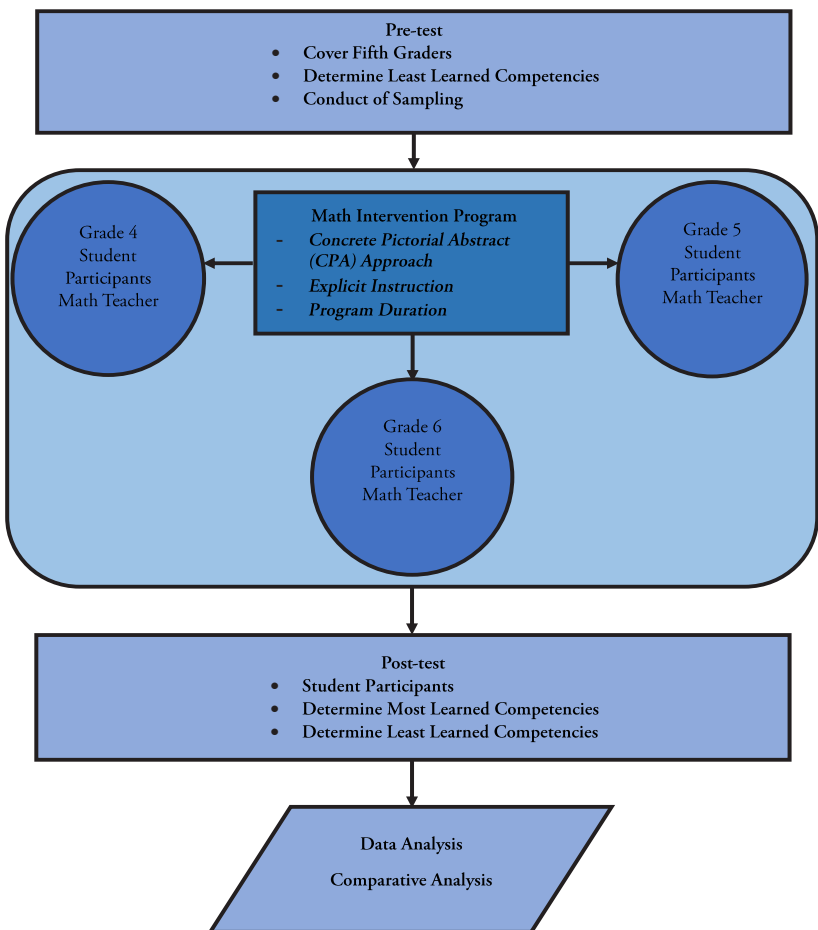 Pre-test
• Cover Fifth Graders
• Determine Least Learned Competencies
• Conduct of Sampling
Grade 4
Student
Participants
Math Teacher
Math Intervention Program
- Concrete Pictorial Abstract
(CPA) Approach
- Explicit Instruction
- Program Duration
Grade 5
Student
Participants
Math Teacher
Grade 6
Student
Participants
Math Teacher
Post-test
• Student Participants
• Determine Most Learned Competencies
• Determine Least Learned Competencies
Data Analysis
Comparative Analysis